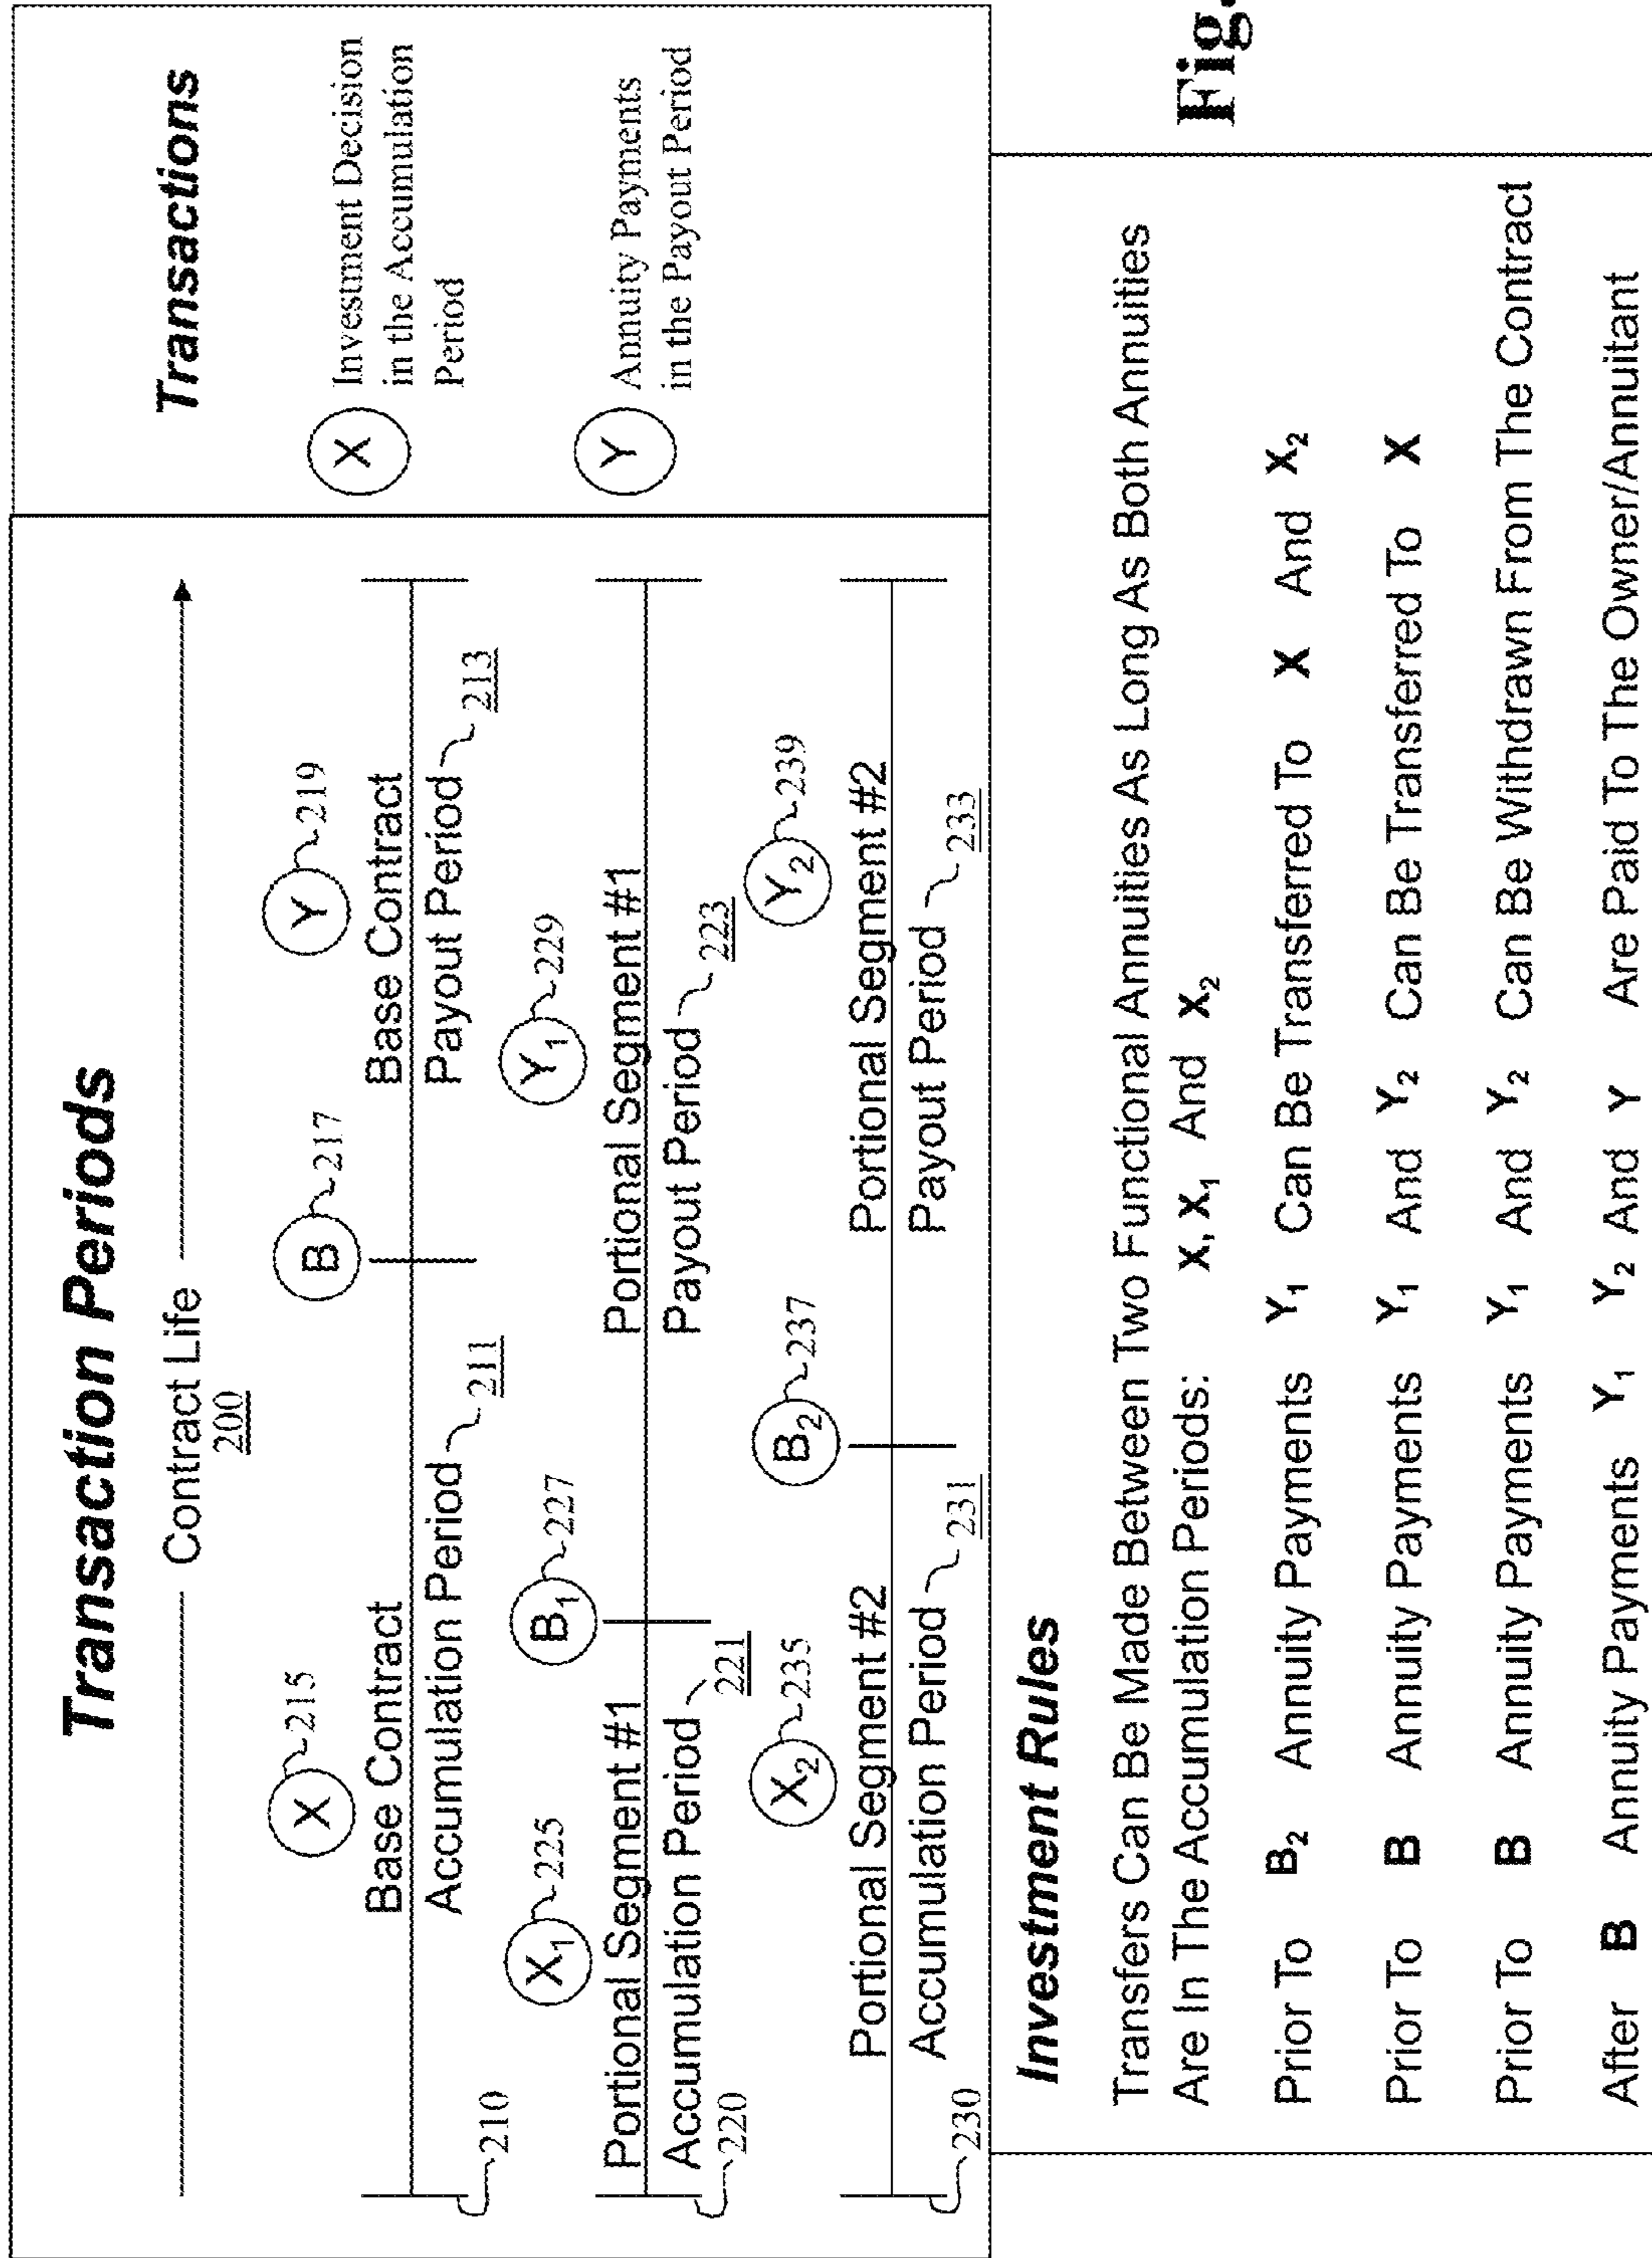 Transaction Periods
Contract Life
200
X 215
B 217
Y 219
Base Contract
Accumulation Period 211
Base Contract
Payout Period 213
210
X1 225
B1 227
Y1 229
Portional Segment #1
Accumulation Period 221
Portional Segment #1
Payout Period 223
220
X2 235
B2 237
Y2 239
Portional Segment #2
Accumulation Period 231
Portional Segment #2
Payout Period 233
230
Transactions
X Investment Decision
in the Accumulation
Period
Y Annuity Payments
in the Payout Period
Investment Rules
Transfers Can Be Made Between Two Functional Annuities As Long As Both Annuities
Are In The Accumulation Periods: X, X1 And X2
Prior To B2 Annuity Payments Y1 Can Be Transferred To X And X2
Prior To B Annuity Payments Y1 And Y2 Can Be Transferred To X
Prior To B Annuity Payments Y1 And Y2 Can Be Withdrawn From The Contract
After B Annuity Payments Y1 Y2 And Y Are Paid To The Owner/Annuitant
Fig.